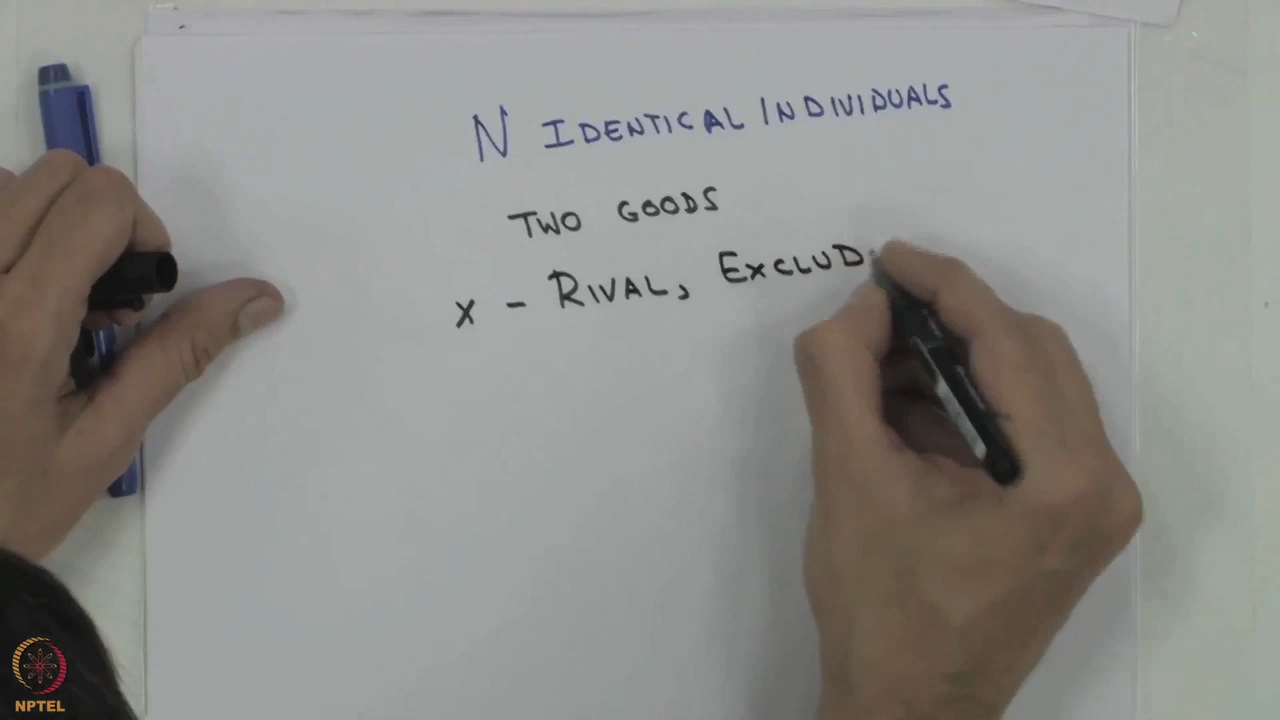 N IDENTICAL INDIVIDUALS
TWO GOODS
x - RIVAL, EXCLUD
NPTEL